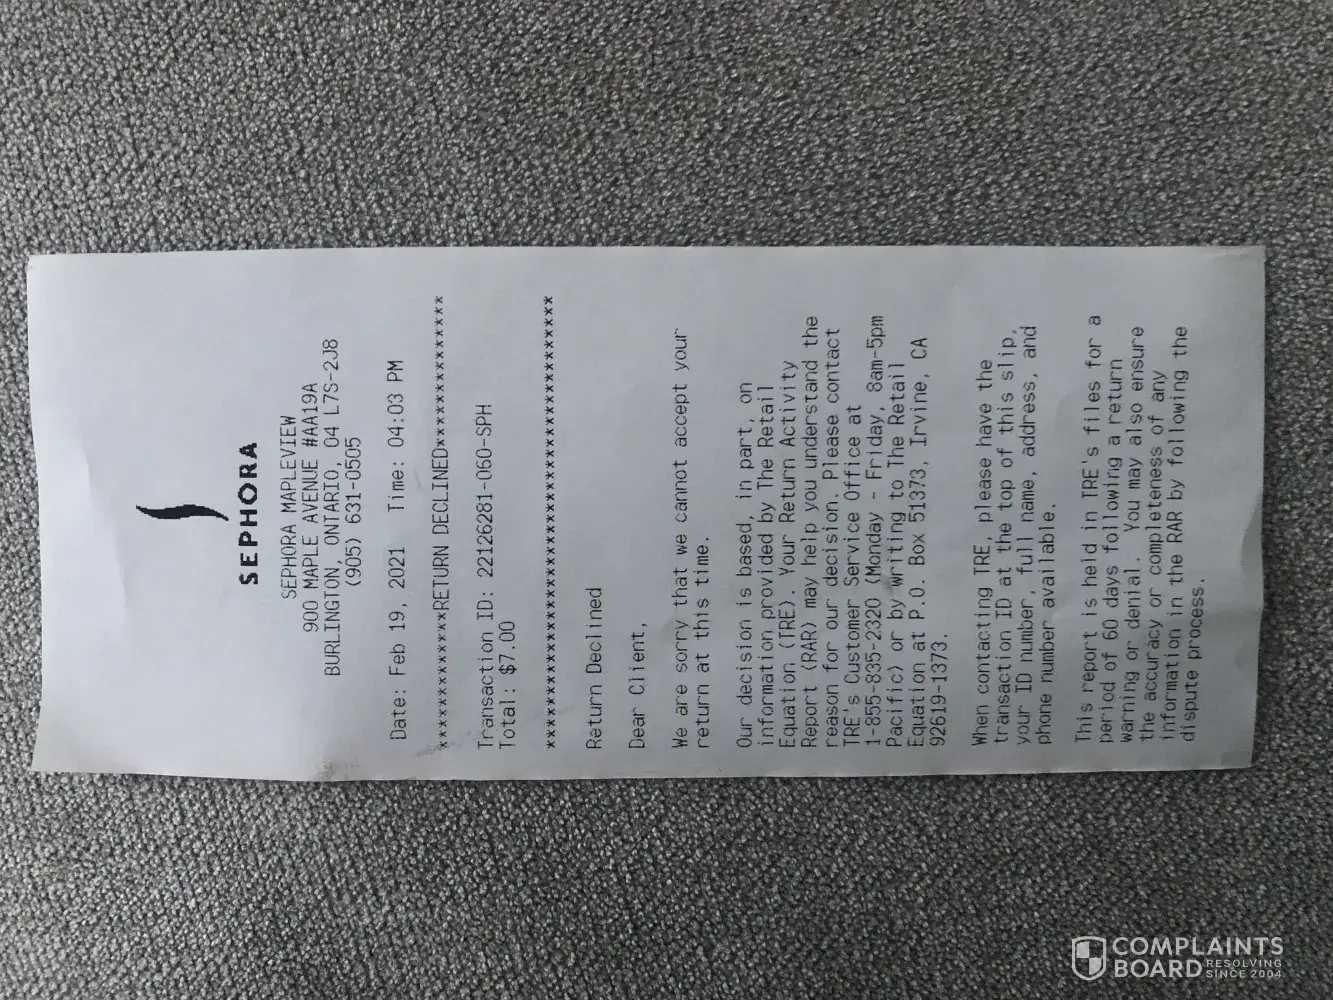 SEPHORA
SEPHORA MAPLEVIEW
900 MAPLE AVENUE #AA19A
BURLINGTON, ONTARIO, O4 L7S-2J8
(905) 631-0505
Date: Feb 19, 2021 Time: 04:03 PM
***********RETURN DECLINED****************
Transaction ID: 22126281-060-SPH
Total: $7.00
******************************************
Return Declined
Dear Client,
We are sorry that we cannot accept your
return at this time.
Our decision is based, in part, on
information provided by The Retail
Equation (TRE). Your Return Activity
Report (RAR) may help you understand the
reason for our decision. Please contact
TRE's Customer Service Office at
1-855-835-2320 (Monday - Friday, 8am-5pm
Pacific) or by writing to The Retail
Equation at P.O. Box 51373, Irvine, CA
92619-1373.
When contacting TRE, please have the
transaction ID at the top of this slip,
your ID number, full name, address, and
phone number available.
This report is held in TRE's files for a
period of 60 days following a return
warning or denial. You may also ensure
the accuracy or completeness of any
information in the RAR by following the
dispute process.
COMPLAINTS
BOARD RESOLVING
SINCE 2004